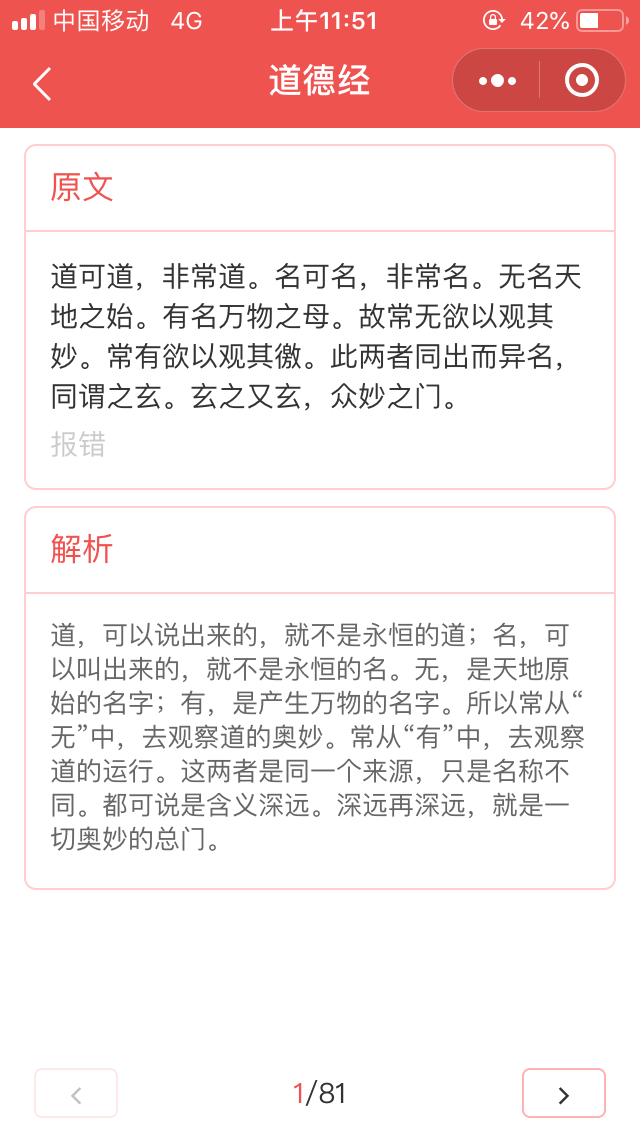 中国移动 4G 上午11:51 42%
道德经
原文
道可道，非常道。名可名，非常名。无名天
地之始。有名万物之母。故常无欲以观其
妙。常有欲以观其徼。此两者同出而异名，
同谓之玄。玄之又玄，众妙之门。
报错
解析
道，可以说出来的，就不是永恒的道；名，可
以叫出来的，就不是永恒的名。无，是天地原
始的名字；有，是产生万物的名字。所以常从“
无”中，去观察道的奥妙。常从“有”中，去观察
道的运行。这两者是同一个来源，只是名称不
同。都可说是含义深远。深远再深远，就是一
切奥妙的总门。
1/81